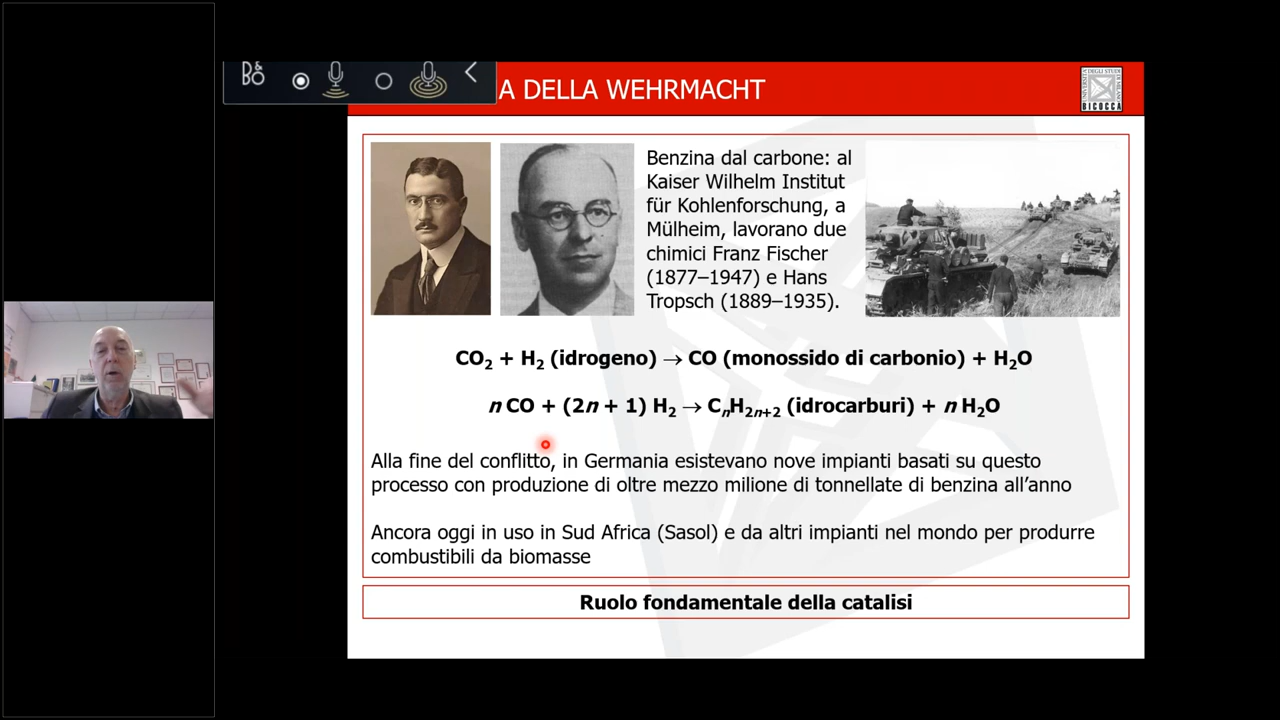 B&
BO
A DELLA WEHRMACHT
BICOCCA
Benzina dal carbone: al
Kaiser Wilhelm Institut
für Kohlenforschung, a
Mülheim, lavorano due
chimici Franz Fischer
(1877–1947) e Hans
Tropsch (1889–1935).
CO₂ + H₂ (idrogeno) → CO (monossido di carbonio) + H₂O
n CO + (2n + 1) H₂ → CₙH₂ₙ₊₂ (idrocarburi) + n H₂O
Alla fine del conflitto, in Germania esistevano nove impianti basati su questo
processo con produzione di oltre mezzo milione di tonnellate di benzina all’anno
Ancora oggi in uso in Sud Africa (Sasol) e da altri impianti nel mondo per produrre
combustibili da biomasse
Ruolo fondamentale della catalisi